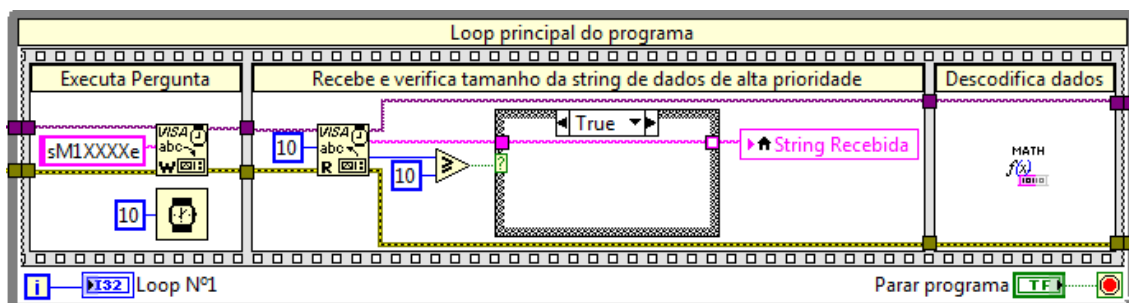 Loop principal do programa
Executa Pergunta
Recebe e verifica tamanho da string de dados de alta prioridade
Descodifica dados
sM1XXXXe
VISA
abc
W
10
10
VISA
abc
R
10
≥
?
True
String Recebida
MATH
f(x)
i
I32
Loop Nº1
Parar programa
TF